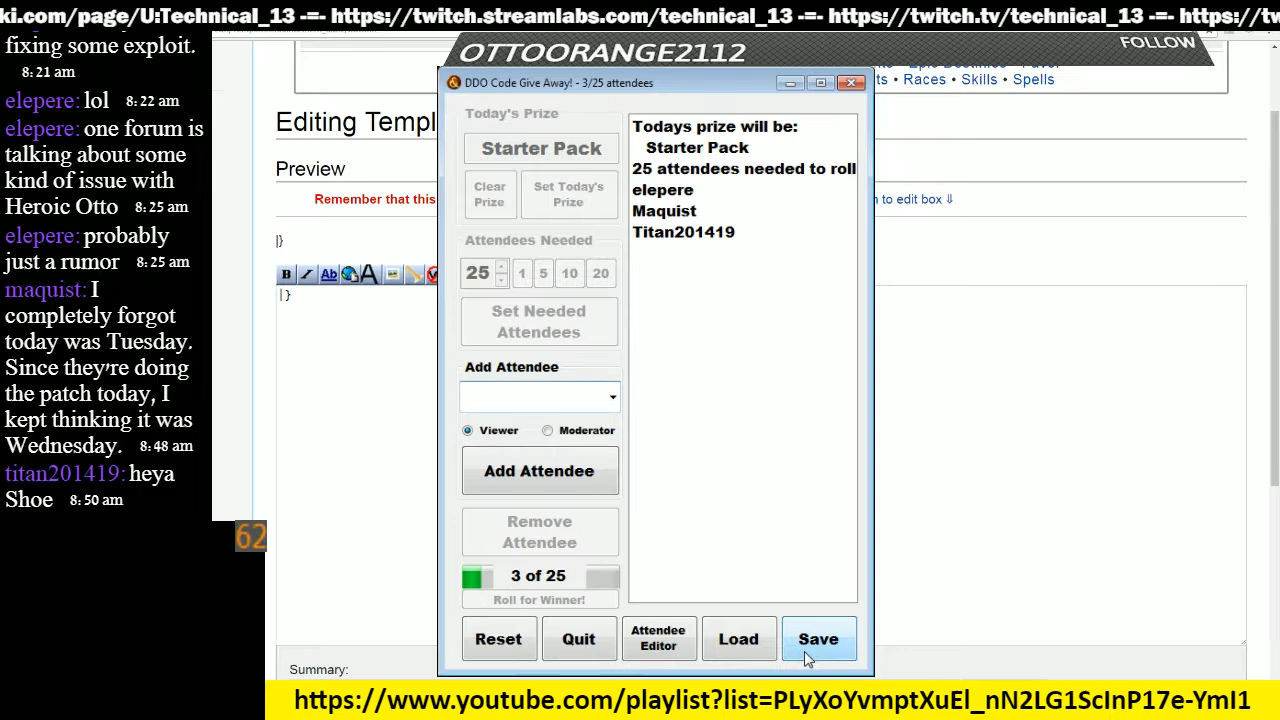 ki.com/page/U:Technical_13 -=- https://twitch.streamlabs.com/technical_13 -=- https://twitch.tv/technical_13 -=- https://t
fixing some exploit.
8:21 am
elepere: lol 8:22 am
elepere: one forum is
talking about some
kind of issue with
Heroic Otto 8:25 am
elepere: probably
just a rumor 8:25 am
maquist: I
completely forgot
today was Tuesday.
Since they're doing
the patch today, I
kept thinking it was
Wednesday. 8:48 am
titan201419: heya
Shoe 8:50 am
62
OTTOORANGE2112
FOLLOW
ts • Races • Skills • Spells
Editing Templ
Preview
Remember that this
n to edit box ⇩
|}
B I Ab A
|}
Summary:
DDO Code Give Away! - 3/25 attendees
Today's Prize
Starter Pack
Clear
Prize
Set Today's
Prize
Attendees Needed
25 1 5 10 20
Set Needed
Attendees
Add Attendee
Viewer Moderator
Add Attendee
Remove
Attendee
3 of 25
Roll for Winner!
Todays prize will be:
Starter Pack
25 attendees needed to roll
elepere
Maquist
Titan201419
Reset
Quit
Attendee
Editor
Load
Save
https://www.youtube.com/playlist?list=PLyXoYvmptXuEl_nN2LG1ScInP17e-YmI1